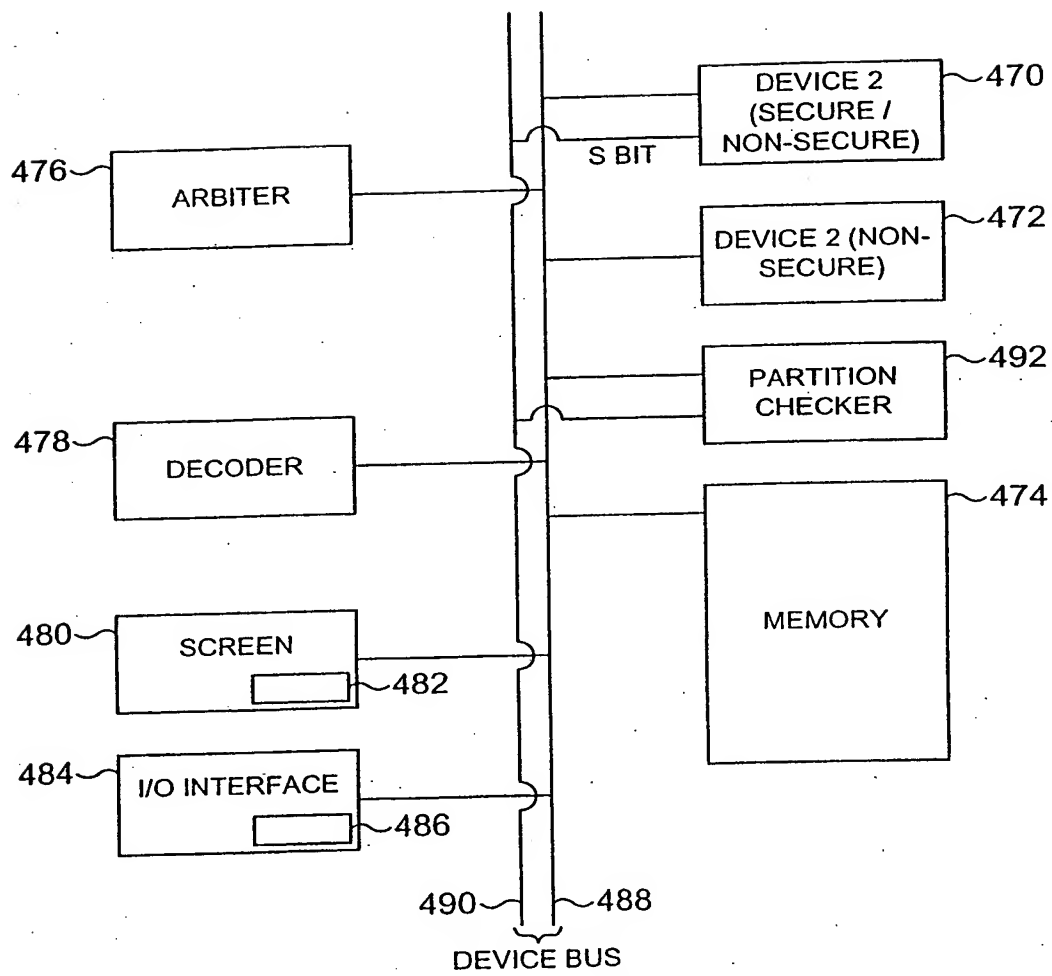 DEVICE 2
(SECURE /
NON-SECURE)
470
S BIT
476
ARBITER
DEVICE 2 (NON-
SECURE)
472
PARTITION
CHECKER
492
478
DECODER
474
MEMORY
480
SCREEN
482
484
I/O INTERFACE
486
490
488
DEVICE BUS